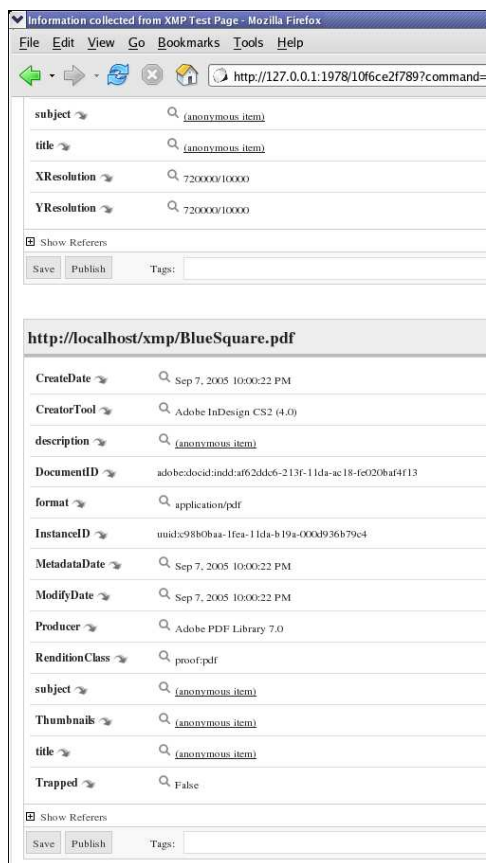 Information collected from XMP Test Page - Mozilla Firefox
File Edit View Go Bookmarks Tools Help
http://127.0.0.1:1978/10f6ce2f789?command=
subject (anonymous item)
title (anonymous item)
XResolution 720000/10000
YResolution 720000/10000
Show Referers
Save Publish Tags:
http://localhost/xmp/BlueSquare.pdf
CreateDate Sep 7, 2005 10:00:22 PM
CreatorTool Adobe InDesign CS2 (4.0)
description (anonymous item)
DocumentID adobe:docid:indd:af62ddc6-213f-11da-ac18-fe020baf4f13
format application/pdf
InstanceID uuid:c98b0baa-1fea-11da-b19a-000d936b79c4
MetadataDate Sep 7, 2005 10:00:22 PM
ModifyDate Sep 7, 2005 10:00:22 PM
Producer Adobe PDF Library 7.0
RenditionClass proof:pdf
subject (anonymous item)
Thumbnails (anonymous item)
title (anonymous item)
Trapped False
Show Referers
Save Publish Tags: